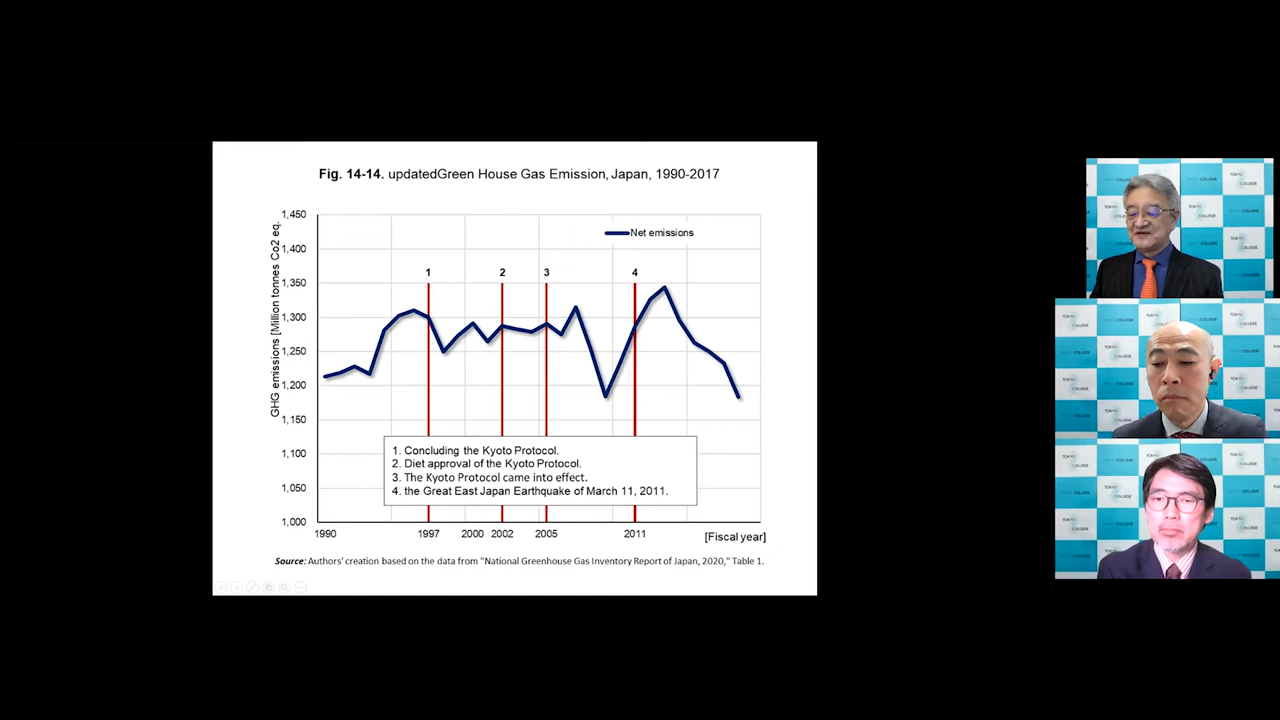 Fig. 14-14. updatedGreen House Gas Emission, Japan, 1990-2017
GHG emissions [Million tonnes Co2 eq.
1,450
1,400
1,350
1,300
1,250
1,200
1,150
1,100
1,050
1,000
Net emissions
1
2
3
4
1. Concluding the Kyoto Protocol.
2. Diet approval of the Kyoto Protocol.
3. The Kyoto Protocol came into effect.
4. the Great East Japan Earthquake of March 11, 2011.
1990
1997
2000
2002
2005
2011
[Fiscal year]
Source: Authors' creation based on the data from "National Greenhouse Gas Inventory Report of Japan, 2020," Table 1.
TOKYO
COLLEGE